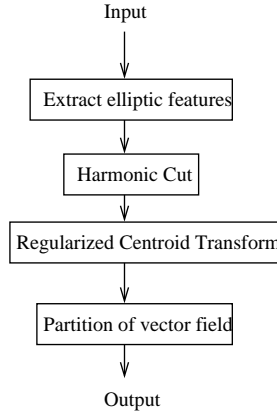 Input
Extract elliptic features
Harmonic Cut
Regularized Centroid Transform
Partition of vector field
Output